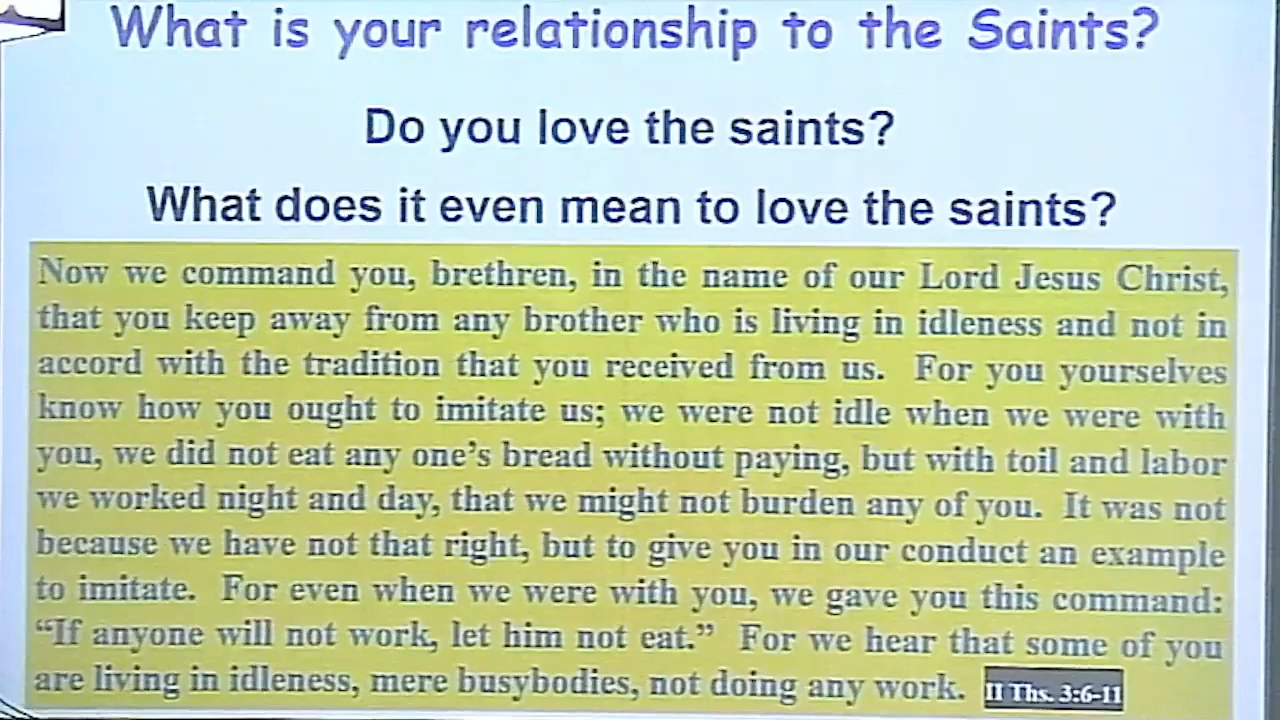 What is your relationship to the Saints?
Do you love the saints?
What does it even mean to love the saints?
Now we command you, brethren, in the name of our Lord Jesus Christ,
that you keep away from any brother who is living in idleness and not in
accord with the tradition that you received from us. For you yourselves
know how you ought to imitate us; we were not idle when we were with
you, we did not eat any one’s bread without paying, but with toil and labor
we worked night and day, that we might not burden any of you. It was not
because we have not that right, but to give you in our conduct an example
to imitate. For even when we were with you, we gave you this command:
“If anyone will not work, let him not eat.” For we hear that some of you
are living in idleness, mere busybodies, not doing any work. II Ths. 3:6-11